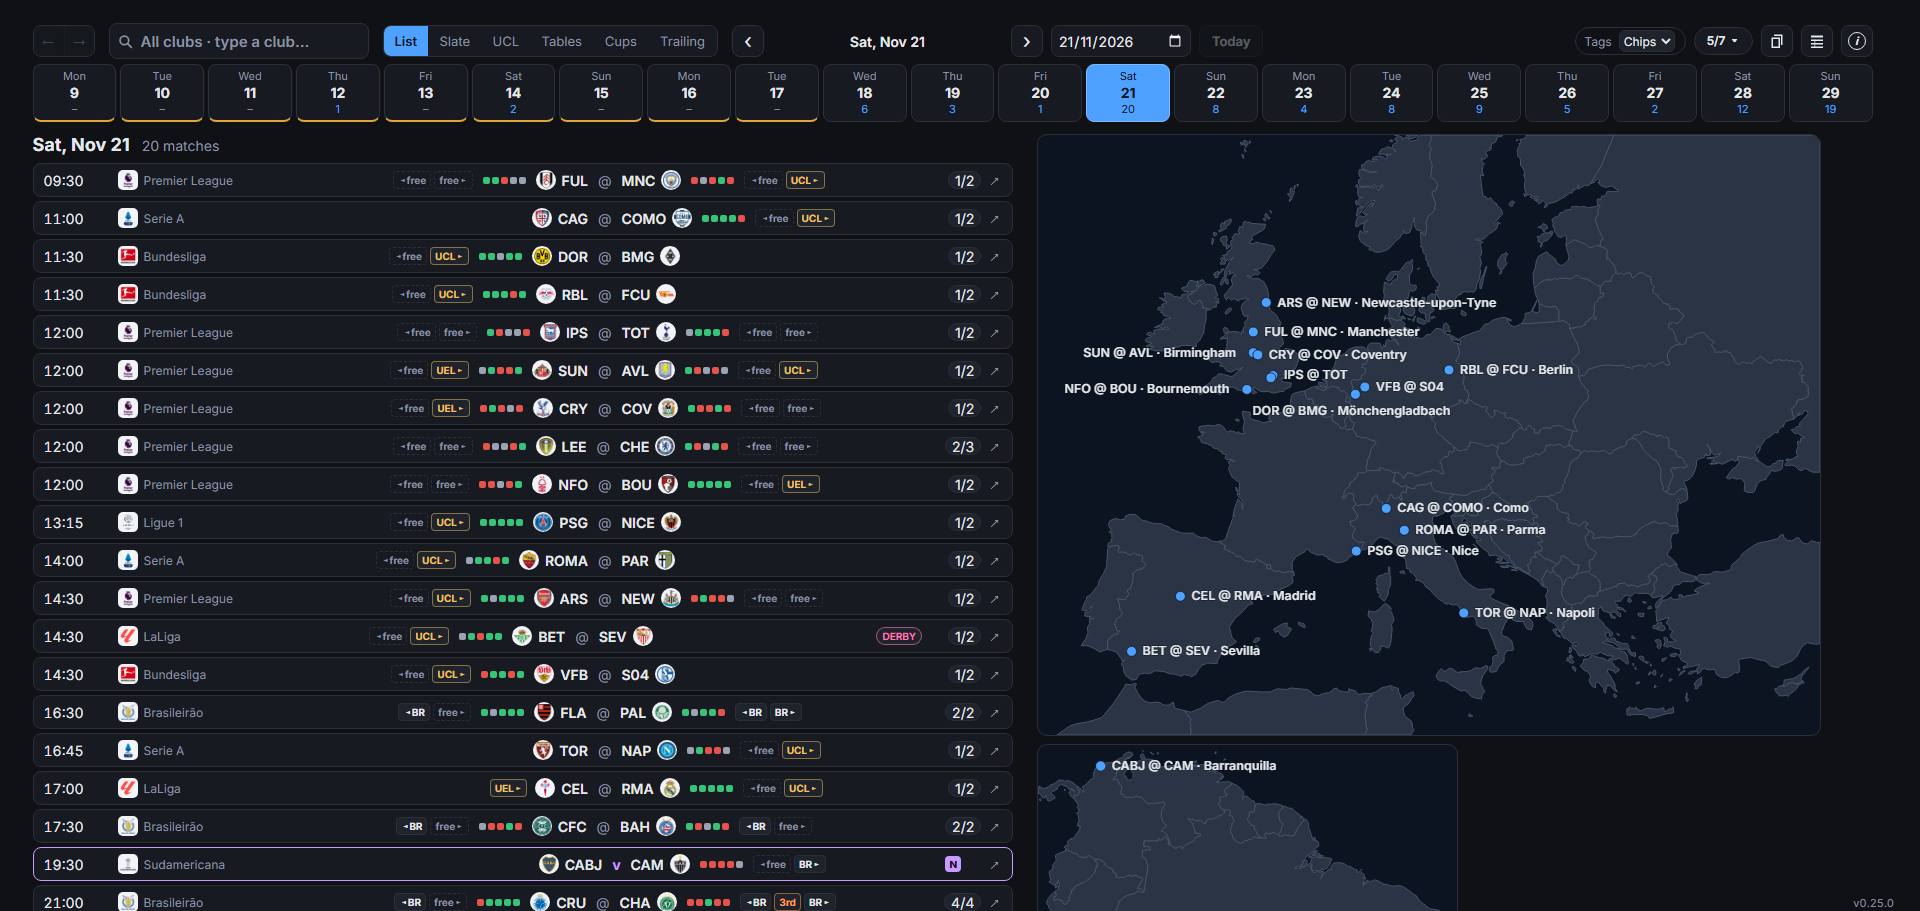 ← → All clubs · type a club... List Slate UCL Tables Cups Trailing ‹ Sat, Nov 21 › 21/11/2026 Today Tags Chips 5/7
Mon Tue Wed Thu Fri Sat Sun Mon Tue Wed Thu Fri Sat Sun Mon Tue Wed Thu Fri Sat Sun
9 10 11 12 13 14 15 16 17 18 19 20 21 22 23 24 25 26 27 28 29
– – – 1 – 2 – – – 6 3 1 20 8 4 8 9 5 2 12 19
Sat, Nov 21 20 matches
09:30 Premier League ◂free free▸ FUL @ MNC ◂free UCL▸ 1/2 ↗
11:00 Serie A CAG @ COMO ◂free UCL▸ 1/2 ↗
11:30 Bundesliga ◂free UCL▸ DOR @ BMG 1/2 ↗
11:30 Bundesliga ◂free UCL▸ RBL @ FCU 1/2 ↗
12:00 Premier League ◂free free▸ IPS @ TOT ◂free free▸ 1/2 ↗
12:00 Premier League ◂free UEL▸ SUN @ AVL ◂free UCL▸ 1/2 ↗
12:00 Premier League ◂free UEL▸ CRY @ COV ◂free free▸ 1/2 ↗
12:00 Premier League ◂free free▸ LEE @ CHE ◂free free▸ 2/3 ↗
12:00 Premier League ◂free free▸ NFO @ BOU ◂free UEL▸ 1/2 ↗
13:15 Ligue 1 ◂free UCL▸ PSG @ NICE 1/2 ↗
14:00 Serie A ◂free UCL▸ ROMA @ PAR 1/2 ↗
14:30 Premier League ◂free UCL▸ ARS @ NEW ◂free free▸ 1/2 ↗
14:30 LaLiga ◂free UCL▸ BET @ SEV DERBY 1/2 ↗
14:30 Bundesliga ◂free UCL▸ VFB @ S04 1/2 ↗
16:30 Brasileirão ◂BR free▸ FLA @ PAL ◂BR BR▸ 2/2 ↗
16:45 Serie A TOR @ NAP ◂free UCL▸ 1/2 ↗
17:00 LaLiga UEL▸ CEL @ RMA ◂free UCL▸ 1/2 ↗
17:30 Brasileirão ◂BR free▸ CFC @ BAH ◂BR free▸ 2/2 ↗
19:30 Sudamericana CABJ v CAM ◂free BR▸ N ↗
21:00 Brasileirão ◂BR free▸ CRU @ CHA ◂BR 3rd BR▸ 4/4 ↗
ARS @ NEW · Newcastle-upon-Tyne
FUL @ MNC · Manchester
SUN @ AVL · Birmingham
CRY @ COV · Coventry
RBL @ FCU · Berlin
IPS @ TOT
NFO @ BOU · Bournemouth
VFB @ S04
DOR @ BMG · Mönchengladbach
CAG @ COMO · Como
ROMA @ PAR · Parma
PSG @ NICE · Nice
CEL @ RMA · Madrid
TOR @ NAP · Napoli
BET @ SEV · Sevilla
CABJ @ CAM · Barranquilla
v0.25.0